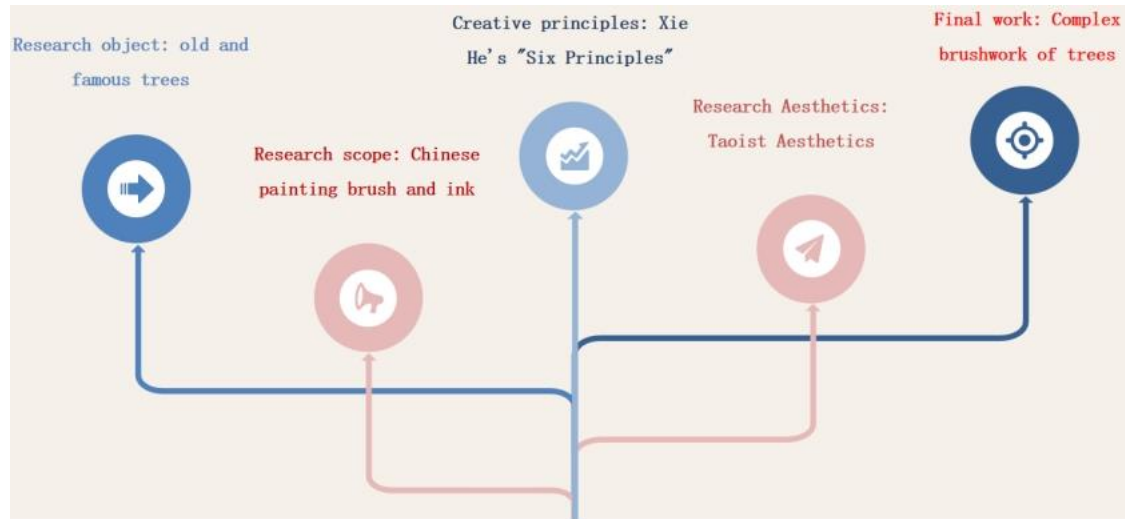 Research object: old and
famous trees
Research scope: Chinese
painting brush and ink
Creative principles: Xie
He's "Six Principles"
Research Aesthetics:
Taoist Aesthetics
Final work: Complex
brushwork of trees